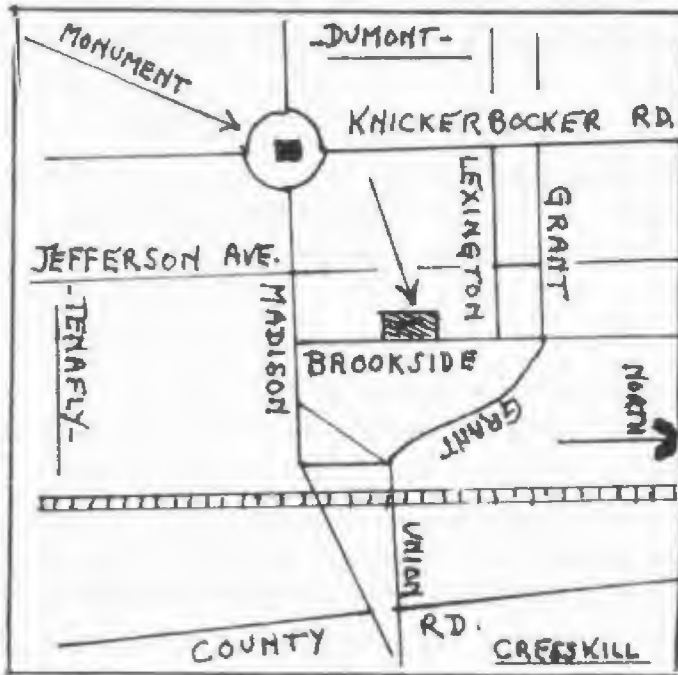 MONUMENT
-DUMONT-
KNICKERBOCKER RD.
LEXINGTON
GRANT
JEFFERSON AVE.
-TENAFLY-
MADISON
BROOKSIDE
GRANT
NORTH
UNION
COUNTY RD.
CRESSKILL